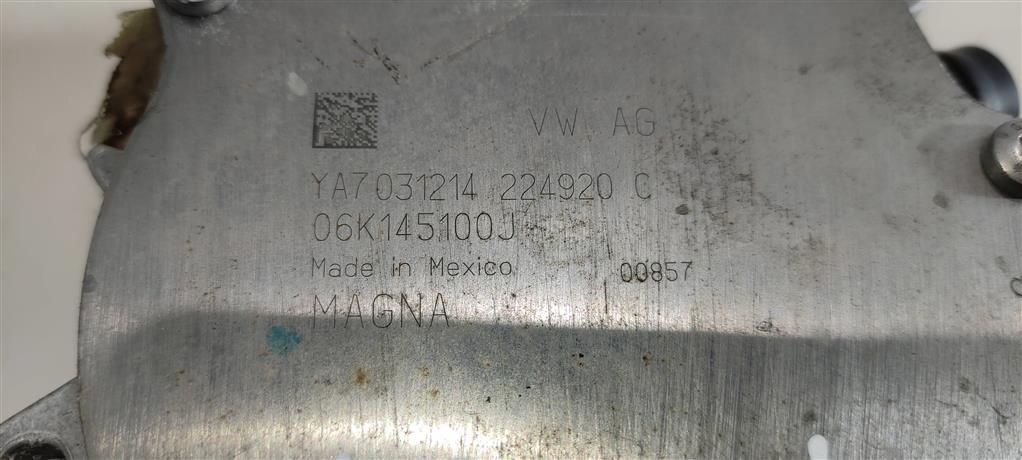 VW AG
YA7031214 224920 C
06K145100J
Made in Mexico 00857
MAGNA